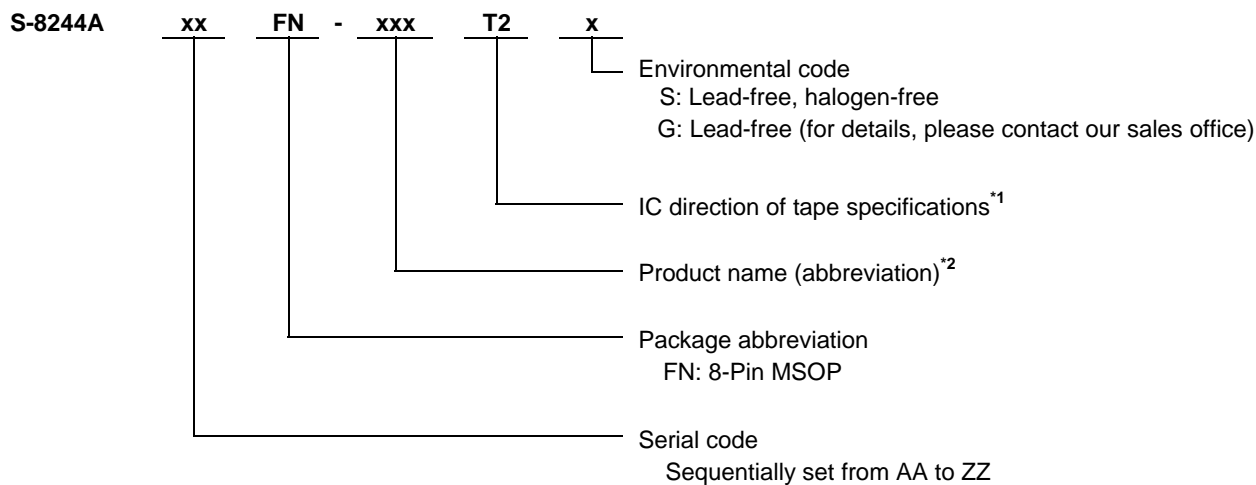 S-8244A xx FN - xxx T2 x
Environmental code
S: Lead-free, halogen-free
G: Lead-free (for details, please contact our sales office)
IC direction of tape specifications*1
Product name (abbreviation)*2
Package abbreviation
FN: 8-Pin MSOP
Serial code
Sequentially set from AA to ZZ